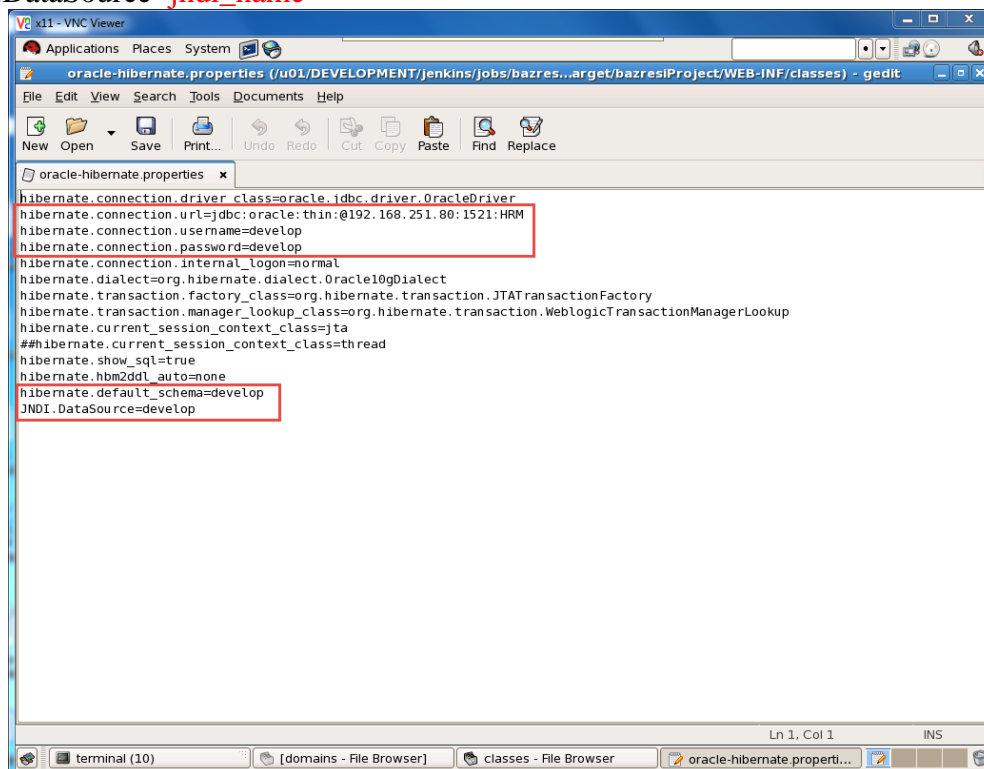 DataSource jndi_name
x11 - VNC Viewer
Applications Places System
oracle-hibernate.properties (/u01/DEVELOPMENT/jenkins/jobs/bazres...arget/bazresiProject/WEB-INF/classes) - gedit
File Edit View Search Tools Documents Help
New Open Save Print... Undo Redo Cut Copy Paste Find Replace
oracle-hibernate.properties x
hibernate.connection.driver_class=oracle.jdbc.driver.OracleDriver
hibernate.connection.url=jdbc:oracle:thin:@192.168.251.80:1521:HRM
hibernate.connection.username=develop
hibernate.connection.password=develop
hibernate.connection.internal_logon=normal
hibernate.dialect=org.hibernate.dialect.Oracle10gDialect
hibernate.transaction.factory_class=org.hibernate.transaction.JTATransactionFactory
hibernate.transaction.manager_lookup_class=org.hibernate.transaction.WeblogicTransactionManagerLookup
hibernate.current_session_context_class=jta
##hibernate.current_session_context_class=thread
hibernate.show_sql=true
hibernate.hbm2ddl_auto=none
hibernate.default_schema=develop
JNDI.DataSource=develop
Ln 1, Col 1 INS
terminal (10) [domains - File Browser] classes - File Browser oracle-hibernate.properti...